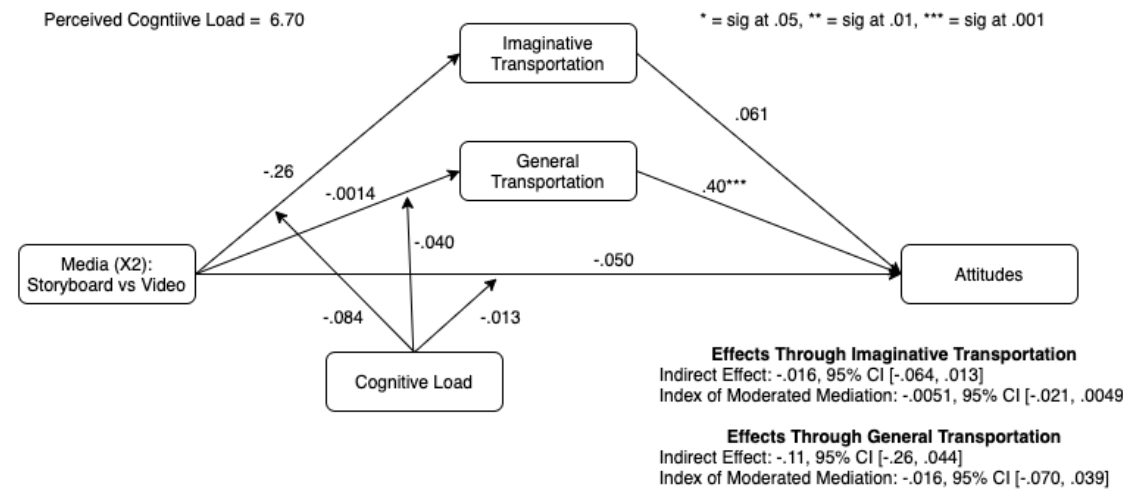 Perceived Cogntiive Load = 6.70
* = sig at .05, ** = sig at .01, *** = sig at .001
Imaginative
Transportation
.061
-.26
General
Transportation
-.0014
.40***
-.040
Media (X2):
Storyboard vs Video
-.050
Attitudes
-.084
-.013
Cognitive Load
Effects Through Imaginative Transportation
Indirect Effect: -.016, 95% CI [-.064, .013]
Index of Moderated Mediation: -.0051, 95% CI [-.021, .0049
Effects Through General Transportation
Indirect Effect: -.11, 95% CI [-.26, .044]
Index of Moderated Mediation: -.016, 95% CI [-.070, .039]